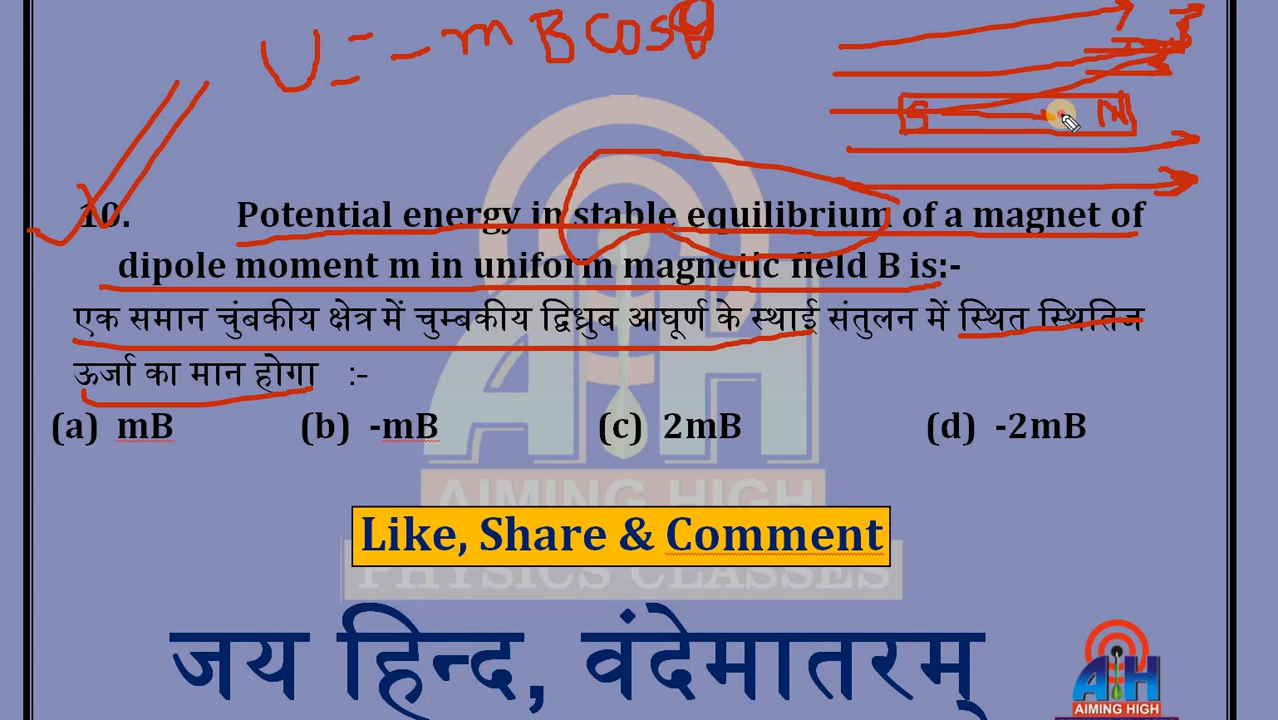 U = - m B cosθ
B
S N
10. Potential energy in stable equilibrium of a magnet of
dipole moment m in uniform magnetic field B is:-
एक समान चुंबकीय क्षेत्र में चुम्बकीय द्विध्रुब आघूर्ण के स्थाई संतुलन में स्थित स्थितिज
ऊर्जा का मान होगा :-
(a) mB (b) -mB (c) 2mB (d) -2mB
AIMING HIGH
Like, Share & Comment
PHYSICS CLASSES
जय हिन्द, वंदेमातरम्
AIH
AIMING HIGH